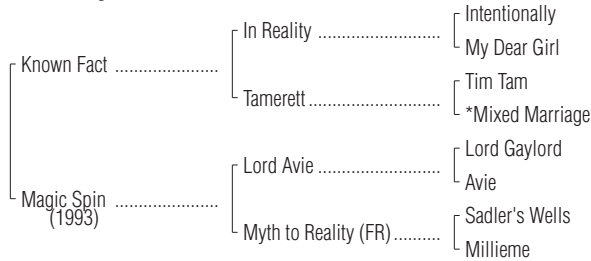 Intentionally
In Reality ..............................
My Dear Girl
Known Fact ......................
Tim Tam
Tamerett ................................
*Mixed Marriage
Lord Gaylord
Lord Avie ..............................
Avie
Magic Spin ......................
(1993)
Sadler's Wells
Myth to Reality (FR) ..........
Millieme